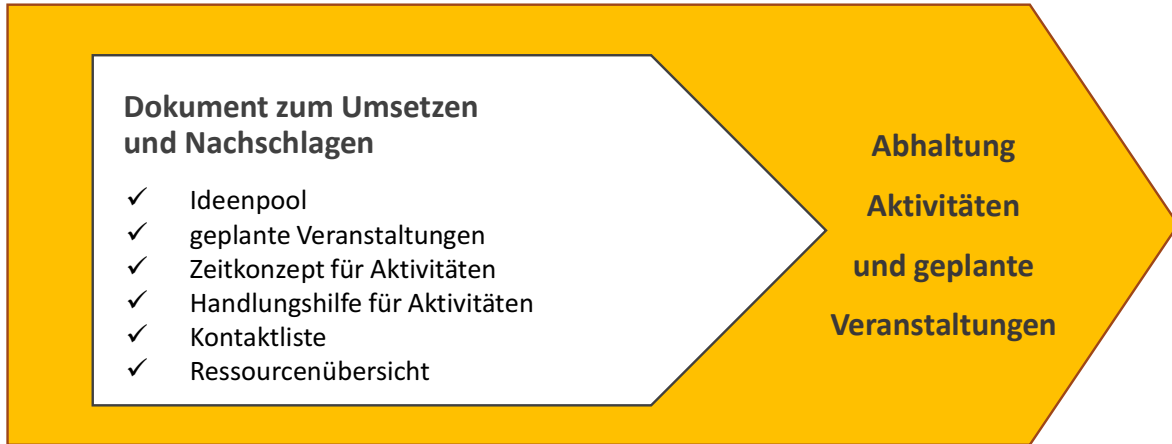 Dokument zum Umsetzen
und Nachschlagen
✓ Ideenpool
✓ geplante Veranstaltungen
✓ Zeitkonzept für Aktivitäten
✓ Handlungshilfe für Aktivitäten
✓ Kontaktliste
✓ Ressourcenübersicht
Abhaltung
Aktivitäten
und geplante
Veranstaltungen